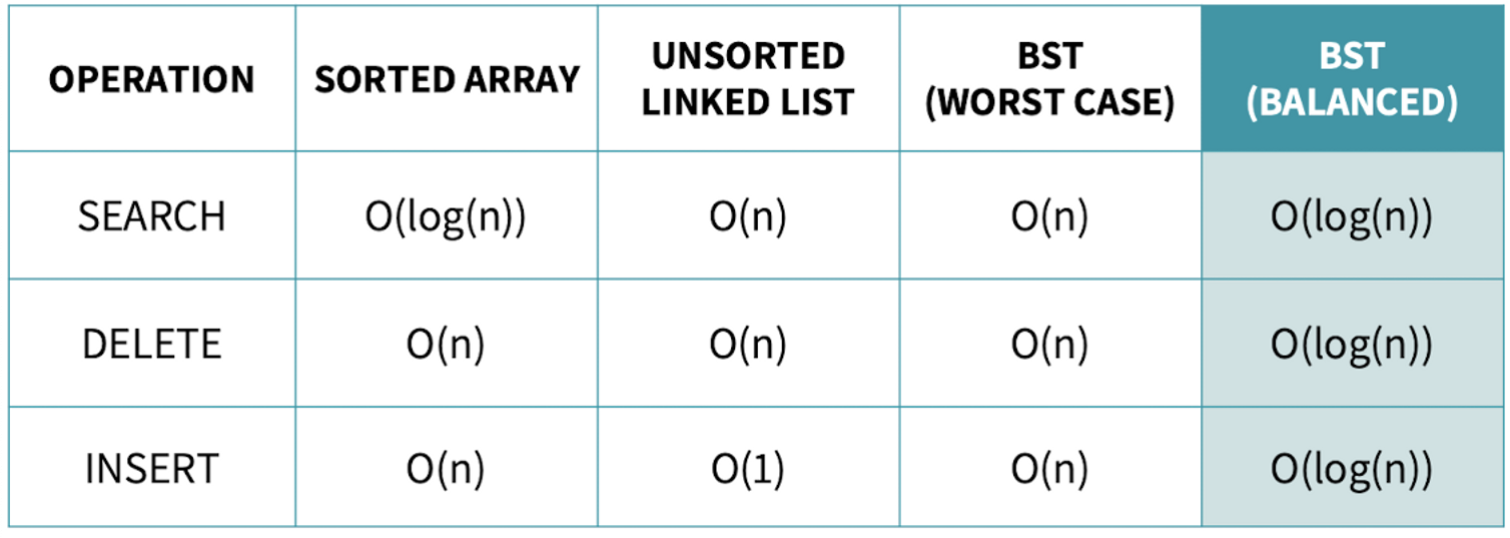 OPERATION SORTED ARRAY UNSORTED LINKED LIST BST (WORST CASE) BST (BALANCED)
SEARCH O(log(n)) O(n) O(n) O(log(n))
DELETE O(n) O(n) O(n) O(log(n))
INSERT O(n) O(1) O(n) O(log(n))